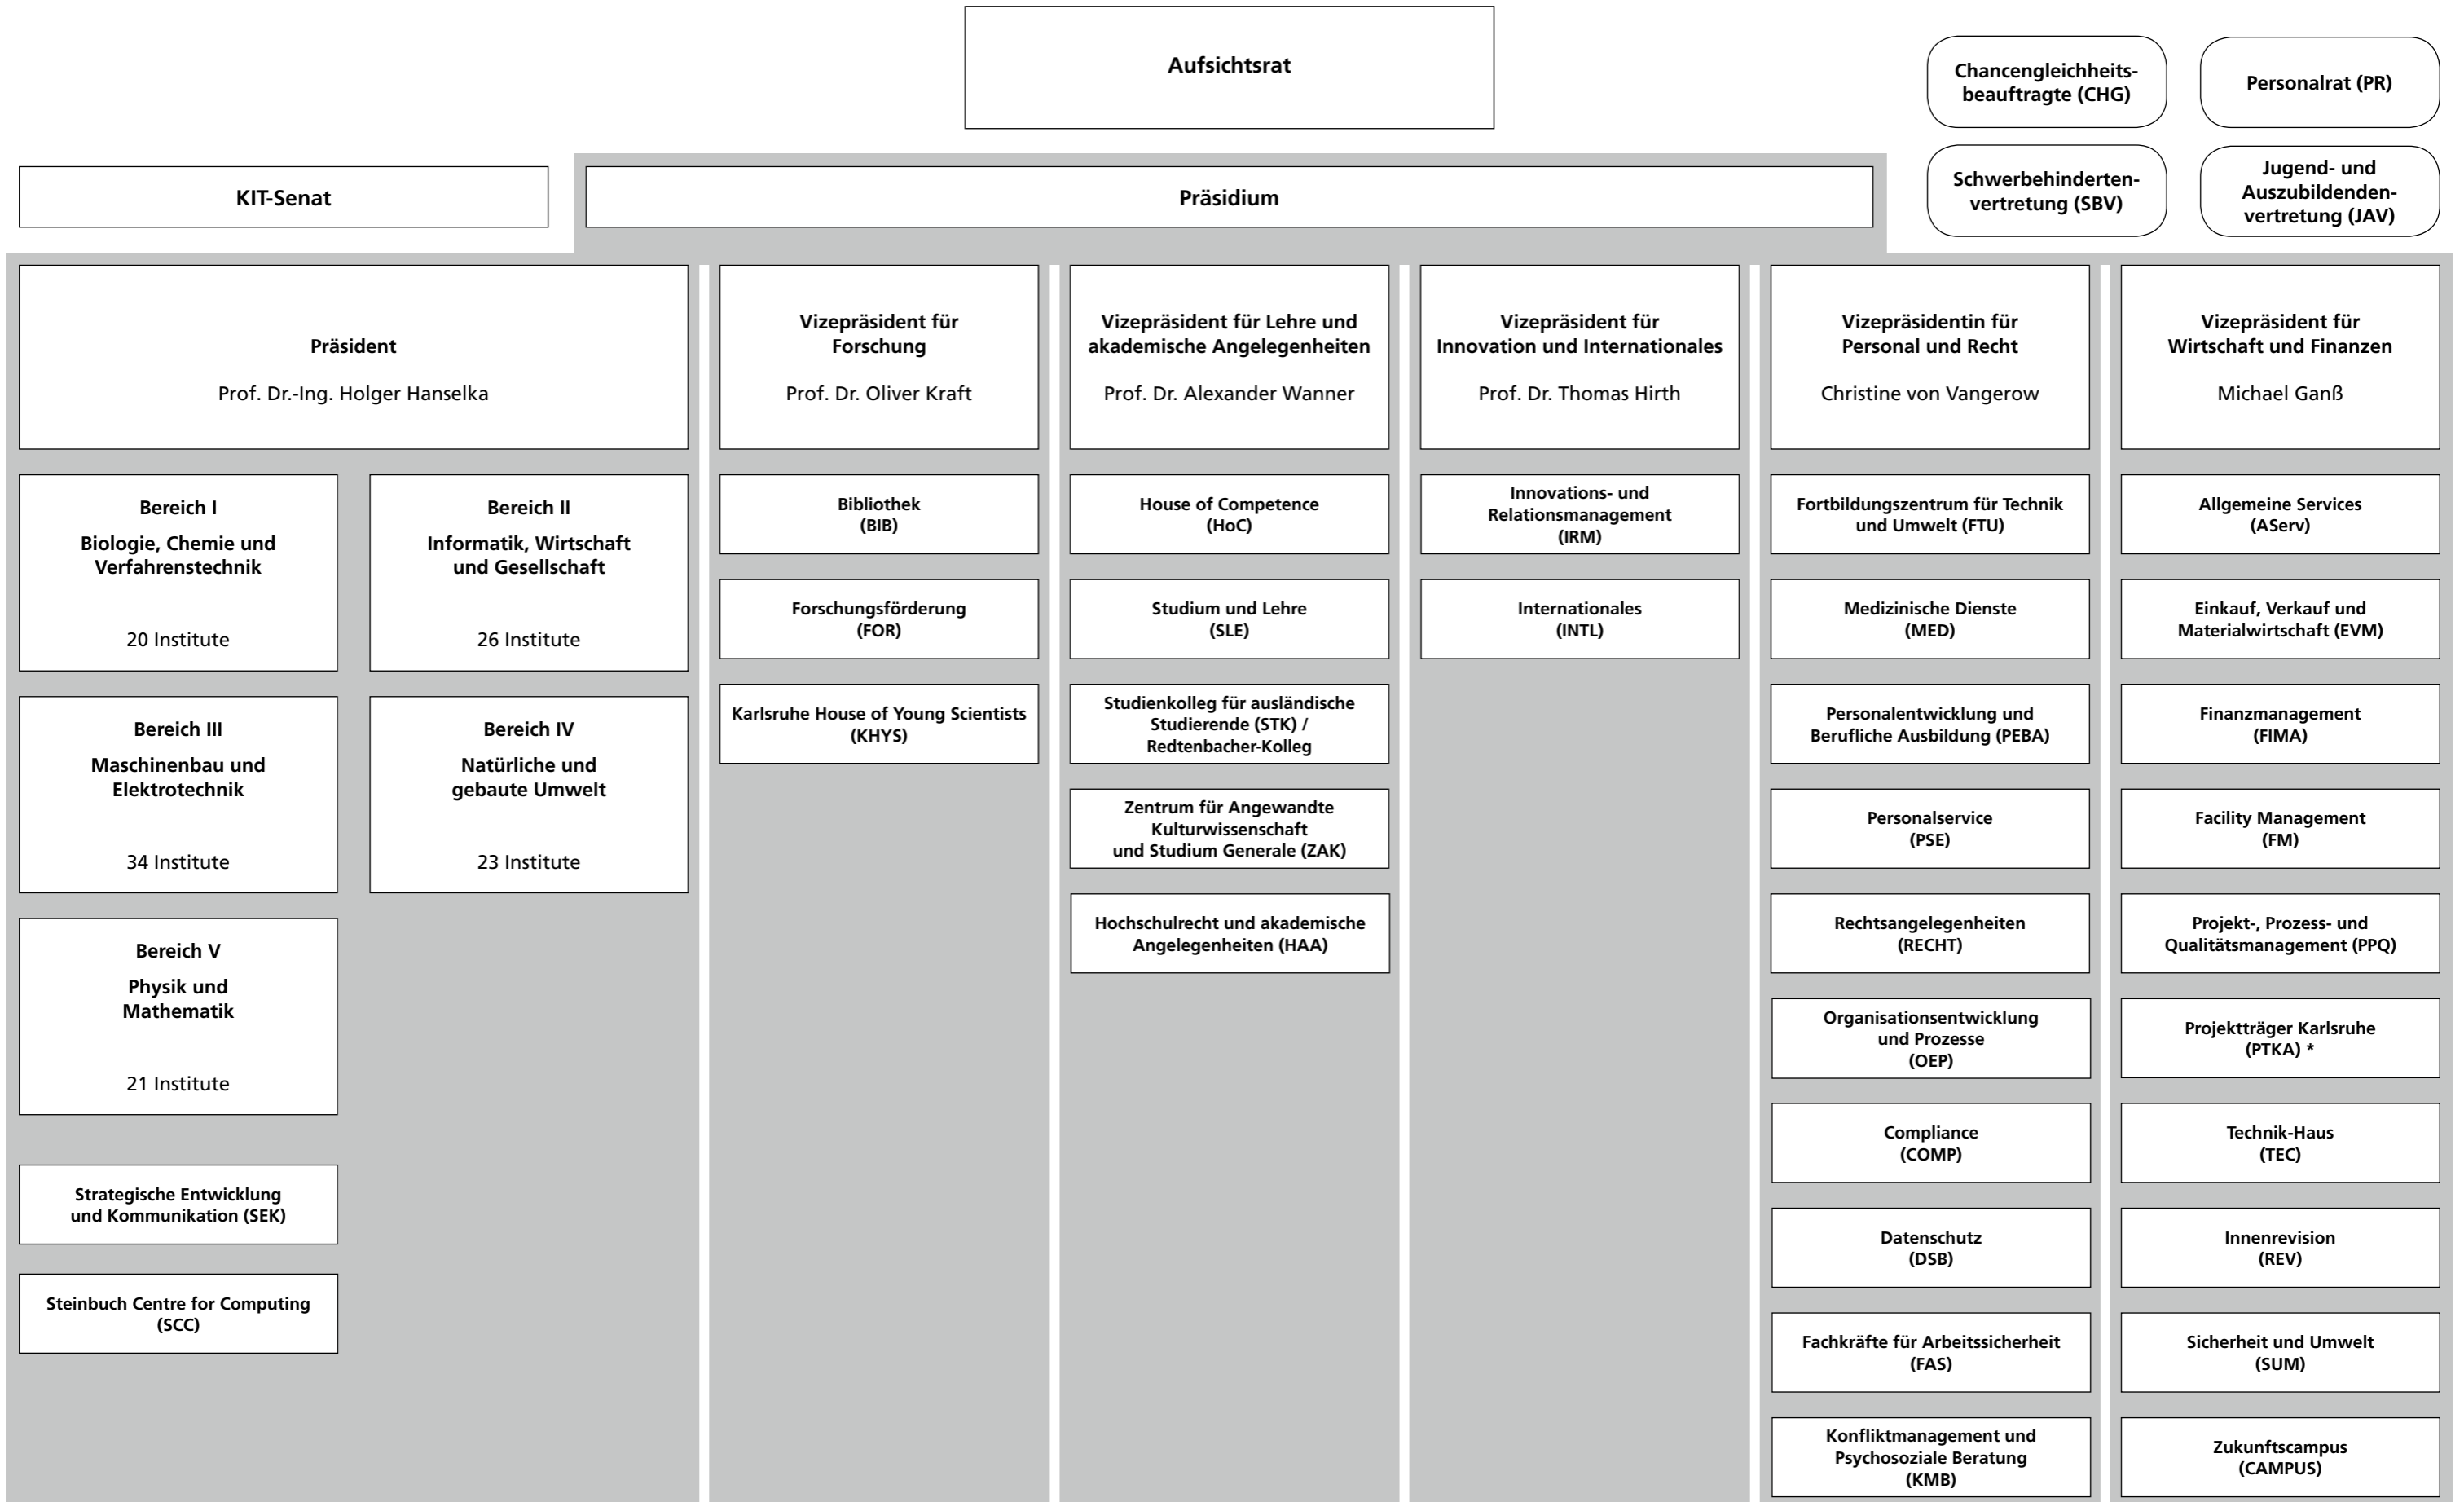 Aufsichtsrat
Chancengleichheits-
beauftragte (CHG)
Personalrat (PR)
KIT-Senat
Präsidium
Schwerbehinderten-
vertretung (SBV)
Jugend- und
Auszubildenden-
vertretung (JAV)
Präsident
Prof. Dr.-Ing. Holger Hanselka
Bereich I
Biologie, Chemie und
Verfahrenstechnik
20 Institute
Bereich II
Informatik, Wirtschaft
und Gesellschaft
26 Institute
Bereich III
Maschinenbau und
Elektrotechnik
34 Institute
Bereich IV
Natürliche und
gebaute Umwelt
23 Institute
Bereich V
Physik und
Mathematik
21 Institute
Strategische Entwicklung
und Kommunikation (SEK)
Steinbuch Centre for Computing
(SCC)
Vizepräsident für
Forschung
Prof. Dr. Oliver Kraft
Bibliothek
(BIB)
Forschungsförderung
(FOR)
Karlsruhe House of Young Scientists
(KHYS)
Vizepräsident für Lehre und
akademische Angelegenheiten
Prof. Dr. Alexander Wanner
House of Competence
(HoC)
Studium und Lehre
(SLE)
Studienkolleg für ausländische
Studierende (STK) /
Redtenbacher-Kolleg
Zentrum für Angewandte
Kulturwissenschaft
und Studium Generale (ZAK)
Hochschulrecht und akademische
Angelegenheiten (HAA)
Vizepräsident für
Innovation und Internationales
Prof. Dr. Thomas Hirth
Innovations- und
Relationsmanagement
(IRM)
Internationales
(INTL)
Vizepräsidentin für
Personal und Recht
Christine von Vangerow
Fortbildungszentrum für Technik
und Umwelt (FTU)
Medizinische Dienste
(MED)
Personalentwicklung und
Berufliche Ausbildung (PEBA)
Personalservice
(PSE)
Rechtsangelegenheiten
(RECHT)
Organisationsentwicklung
und Prozesse
(OEP)
Compliance
(COMP)
Datenschutz
(DSB)
Fachkräfte für Arbeitssicherheit
(FAS)
Konfliktmanagement und
Psychosoziale Beratung
(KMB)
Vizepräsident für
Wirtschaft und Finanzen
Michael Ganß
Allgemeine Services
(AServ)
Einkauf, Verkauf und
Materialwirtschaft (EVM)
Finanzmanagement
(FIMA)
Facility Management
(FM)
Projekt-, Prozess- und
Qualitätsmanagement (PPQ)
Projektträger Karlsruhe
(PTKA) *
Technik-Haus
(TEC)
Innenrevision
(REV)
Sicherheit und Umwelt
(SUM)
Zukunftscampus
(CAMPUS)